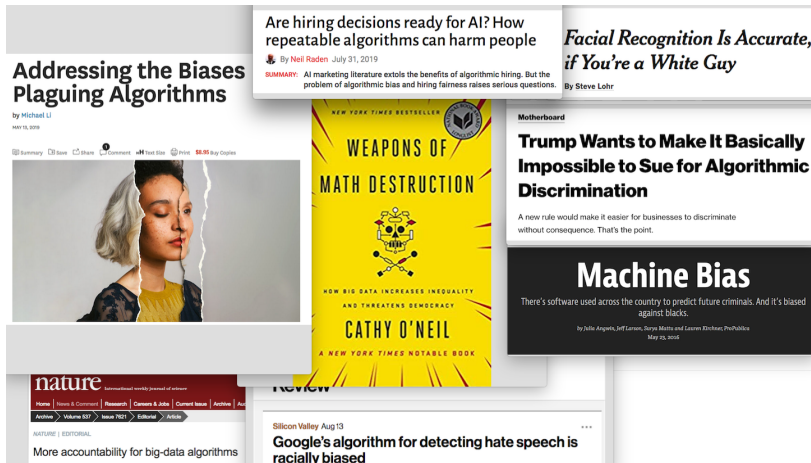 Addressing the Biases
Plaguing Algorithms
by Michael Li
MAY 13, 2019
Summary Save Share 1 Comment Text Size Print $8.95 Buy Copies
Are hiring decisions ready for AI? How
repeatable algorithms can harm people
By Neil Raden July 31, 2019
SUMMARY: AI marketing literature extols the benefits of algorithmic hiring. But the
problem of algorithmic bias and hiring fairness raises serious questions.
Facial Recognition Is Accurate,
if You're a White Guy
By Steve Lohr
Motherboard
Trump Wants to Make It Basically
Impossible to Sue for Algorithmic
Discrimination
A new rule would make it easier for businesses to discriminate
without consequence. That's the point.
Machine Bias
There's software used across the country to predict future criminals. And it's biased
against blacks.
by Julia Angwin, Jeff Larson, Surya Mattu and Lauren Kirchner, ProPublica
May 23, 2016
NEW YORK TIMES BESTSELLER
NATIONAL BOOK AWARD
LONGLIST
WEAPONS OF
MATH DESTRUCTION
HOW BIG DATA INCREASES INEQUALITY
AND THREATENS DEMOCRACY
CATHY O'NEIL
A NEW YORK TIMES NOTABLE BOOK
nature International weekly journal of science
Home News & Comment Research Careers & Jobs Current Issue Archive
Archive Volume 537 Issue 7621 Editorial Article
NATURE | EDITORIAL
More accountability for big-data algorithms
Review
Silicon Valley Aug 13
Google's algorithm for detecting hate speech is
racially biased